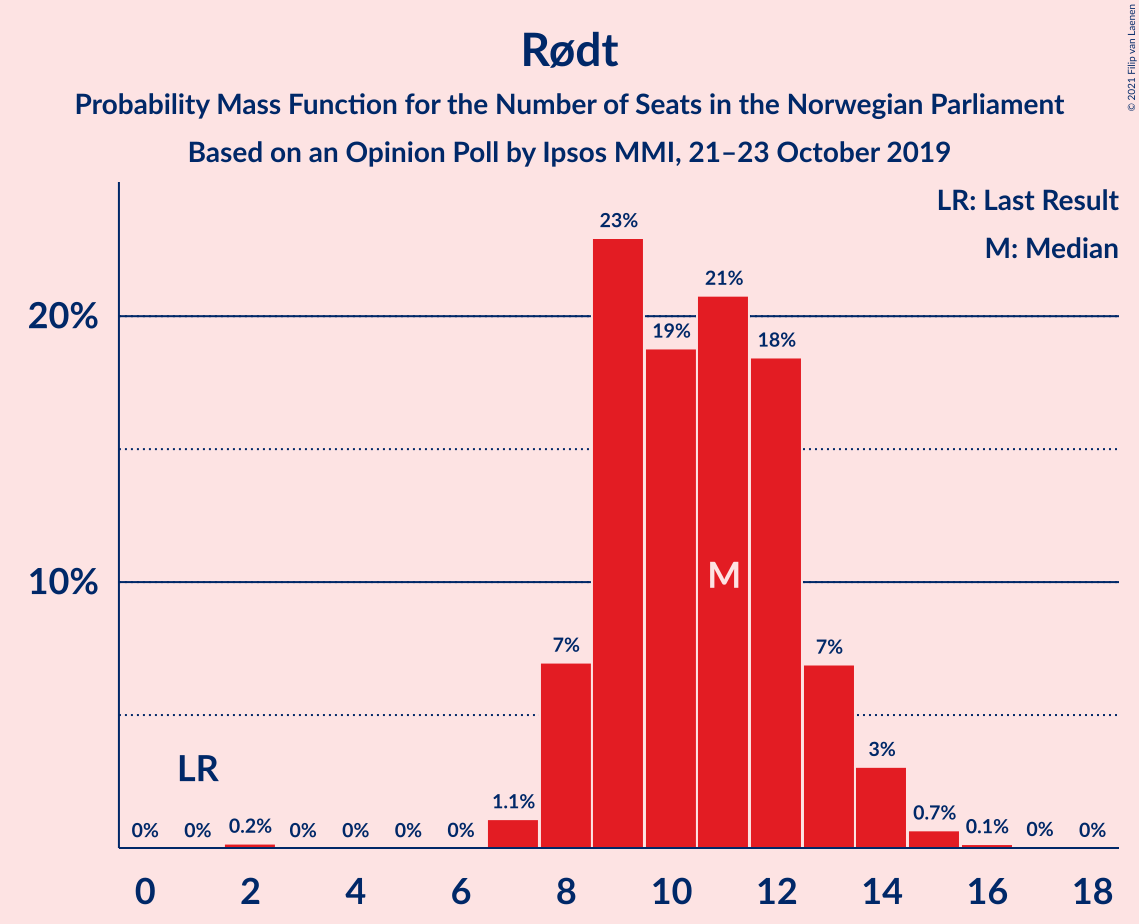 Rødt
Probability Mass Function for the Number of Seats in the Norwegian Parliament
Based on an Opinion Poll by Ipsos MMI, 21–23 October 2019
© 2021 Filip van Laenen
LR: Last Result
M: Median
20%
10%
23%
21%
19%
18%
M
7%
7%
LR
3%
1.1%
0.7%
0% 0% 0.2% 0% 0% 0% 0% 0.1% 0% 0%
0 2 4 6 8 10 12 14 16 18